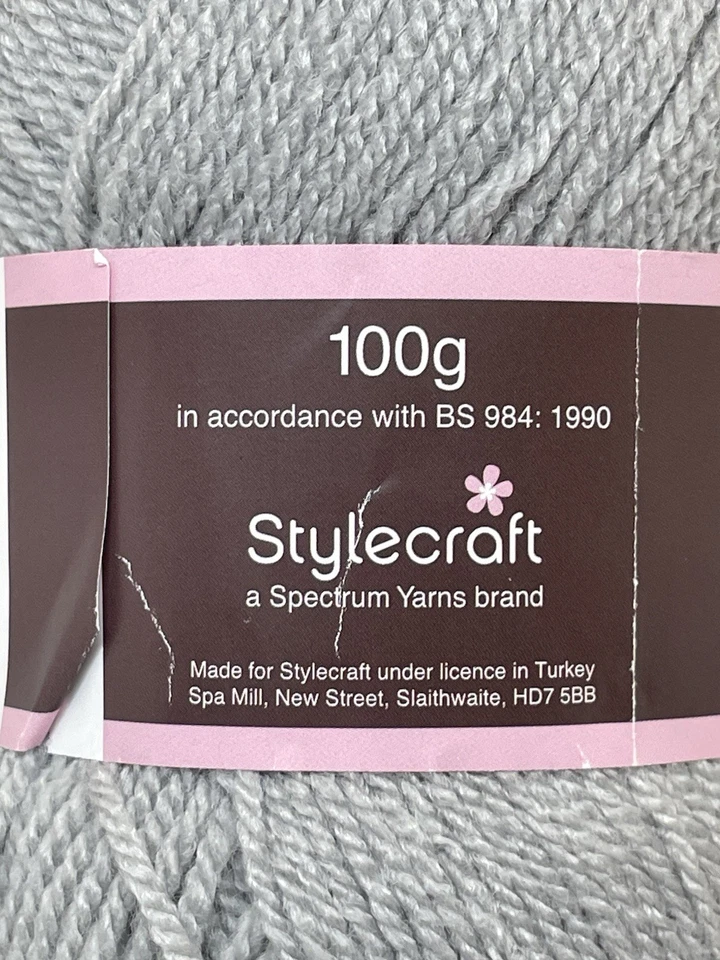 100g
in accordance with BS 984: 1990
Stylecraft
a Spectrum Yarns brand
Made for Stylecraft under licence in Turkey
Spa Mill, New Street, Slaithwaite, HD7 5BB